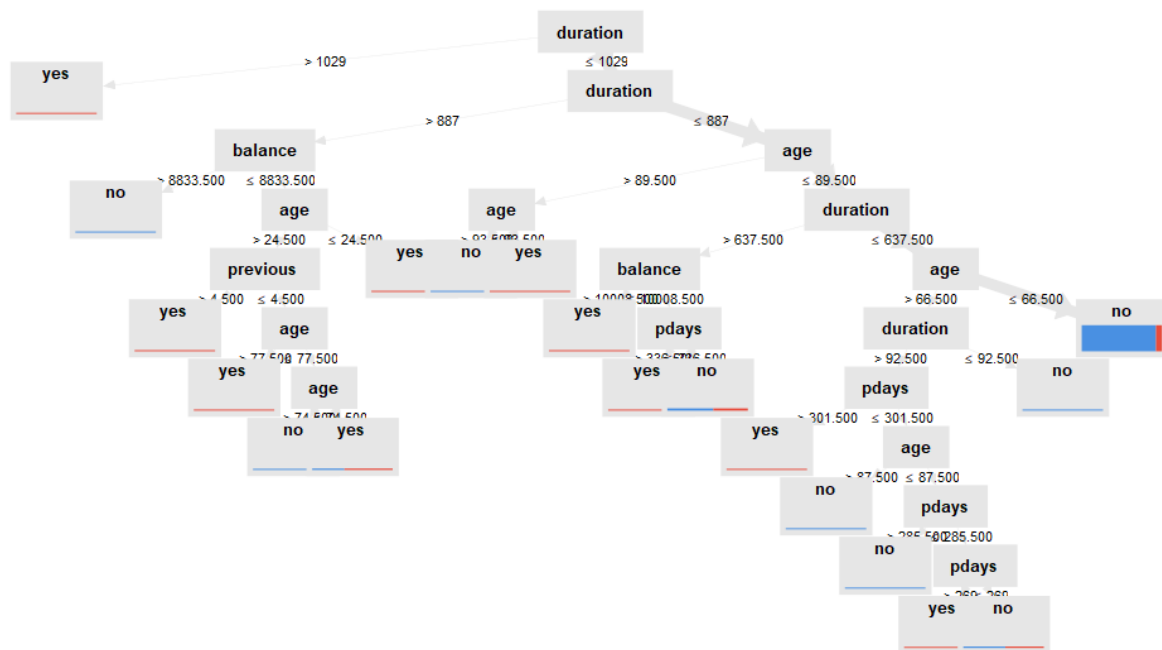 duration
> 1029 ≤ 1029
yes duration
> 887 ≤ 887
balance age
> 8833.500 ≤ 8833.500 > 89.500 ≤ 89.500
no age age duration
> 24.500 ≤ 24.500 > 637.500 ≤ 637.500
previous yes no yes balance age
> 4.500 ≤ 4.500 > 66.500 ≤ 66.500
yes age yes pdays duration no
> 92.500 ≤ 92.500
yes age yes no pdays no
> 301.500 ≤ 301.500
no yes yes age
> 87.500 ≤ 87.500
no pdays
no pdays
yes no